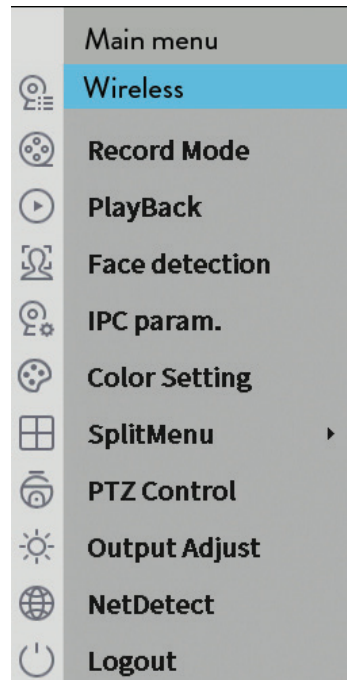 Main menu
Wireless
Record Mode
PlayBack
Face detection
IPC param.
Color Setting
SplitMenu
PTZ Control
Output Adjust
NetDetect
Logout